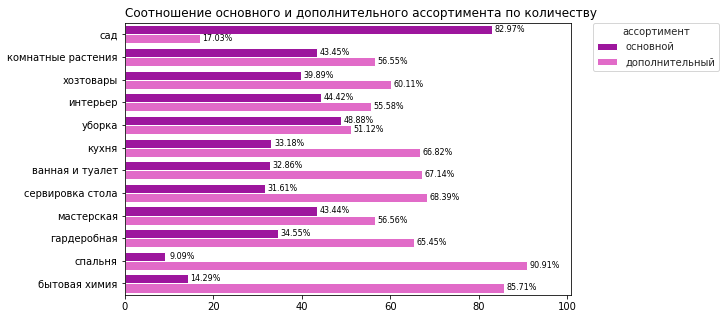 Соотношение основного и дополнительного ассортимента по количеству
ассортимент
основной
дополнительный
сад
82.97%
17.03%
комнатные растения
43.45%
56.55%
хозтовары
39.89%
60.11%
интерьер
44.42%
55.58%
уборка
48.88%
51.12%
кухня
33.18%
66.82%
ванная и туалет
32.86%
67.14%
сервировка стола
31.61%
68.39%
мастерская
43.44%
56.56%
гардеробная
34.55%
65.45%
спальня
9.09%
90.91%
бытовая химия
14.29%
85.71%
0 20 40 60 80 100